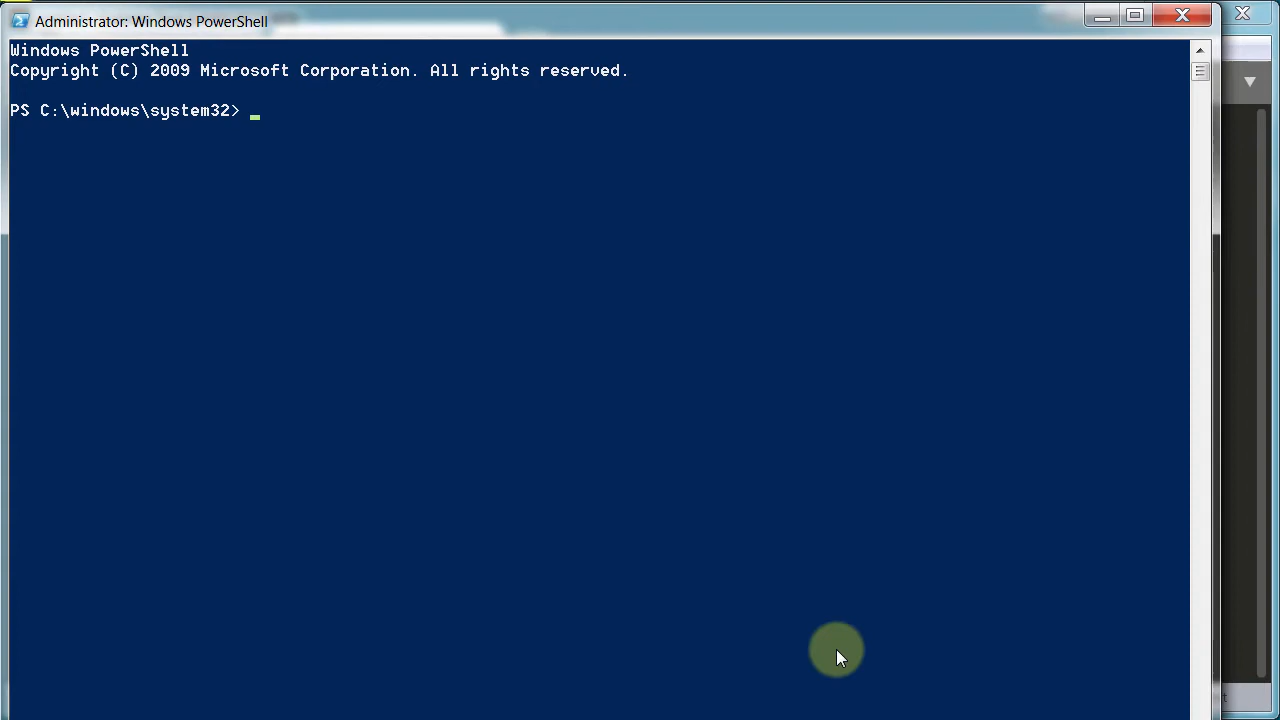 Administrator: Windows PowerShell
Windows PowerShell
Copyright (C) 2009 Microsoft Corporation. All rights reserved.
PS C:\windows\system32>